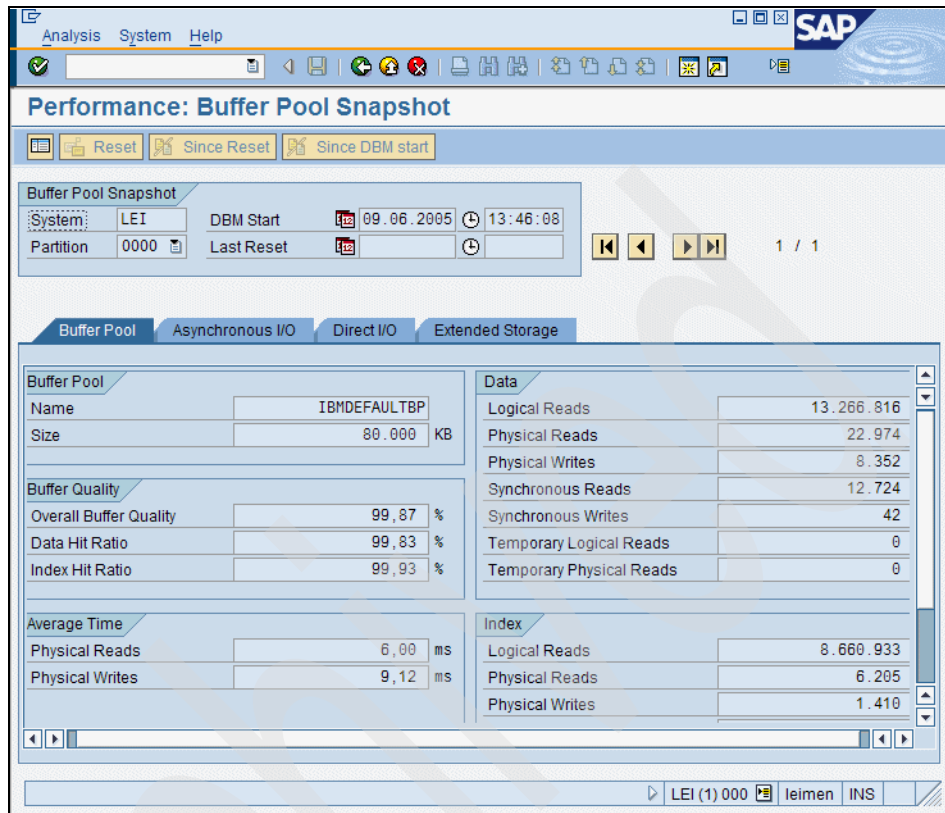 Analysis System Help
SAP
Performance: Buffer Pool Snapshot
Reset Since Reset Since DBM start
Buffer Pool Snapshot
System LEI DBM Start 09.06.2005 13:46:08
Partition 0000 Last Reset 1 / 1
Buffer Pool Asynchronous I/O Direct I/O Extended Storage
Buffer Pool
Name IBMDEFAULTBP
Size 80.000 KB
Buffer Quality
Overall Buffer Quality 99,87 %
Data Hit Ratio 99,83 %
Index Hit Ratio 99,93 %
Average Time
Physical Reads 6,00 ms
Physical Writes 9,12 ms
Data
Logical Reads 13.266.816
Physical Reads 22.974
Physical Writes 8.352
Synchronous Reads 12.724
Synchronous Writes 42
Temporary Logical Reads 0
Temporary Physical Reads 0
Index
Logical Reads 8.660.933
Physical Reads 6.205
Physical Writes 1.410
LEI (1) 000 leimen INS